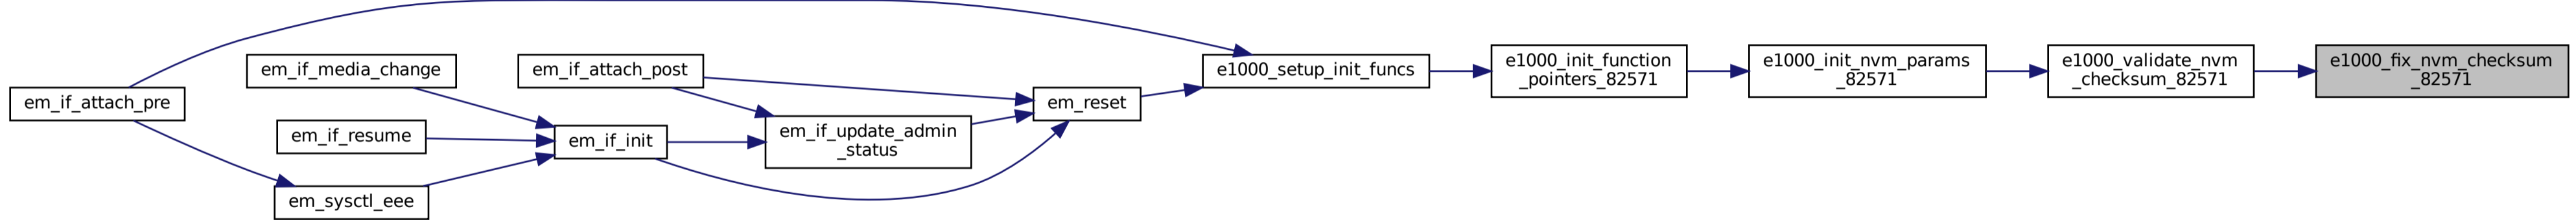 em_if_attach_pre
em_if_media_change
em_if_resume
em_sysctl_eee
em_if_attach_post
em_if_init
em_if_update_admin
_status
em_reset
e1000_setup_init_funcs
e1000_init_function
_pointers_82571
e1000_init_nvm_params
_82571
e1000_validate_nvm
_checksum_82571
e1000_fix_nvm_checksum
_82571